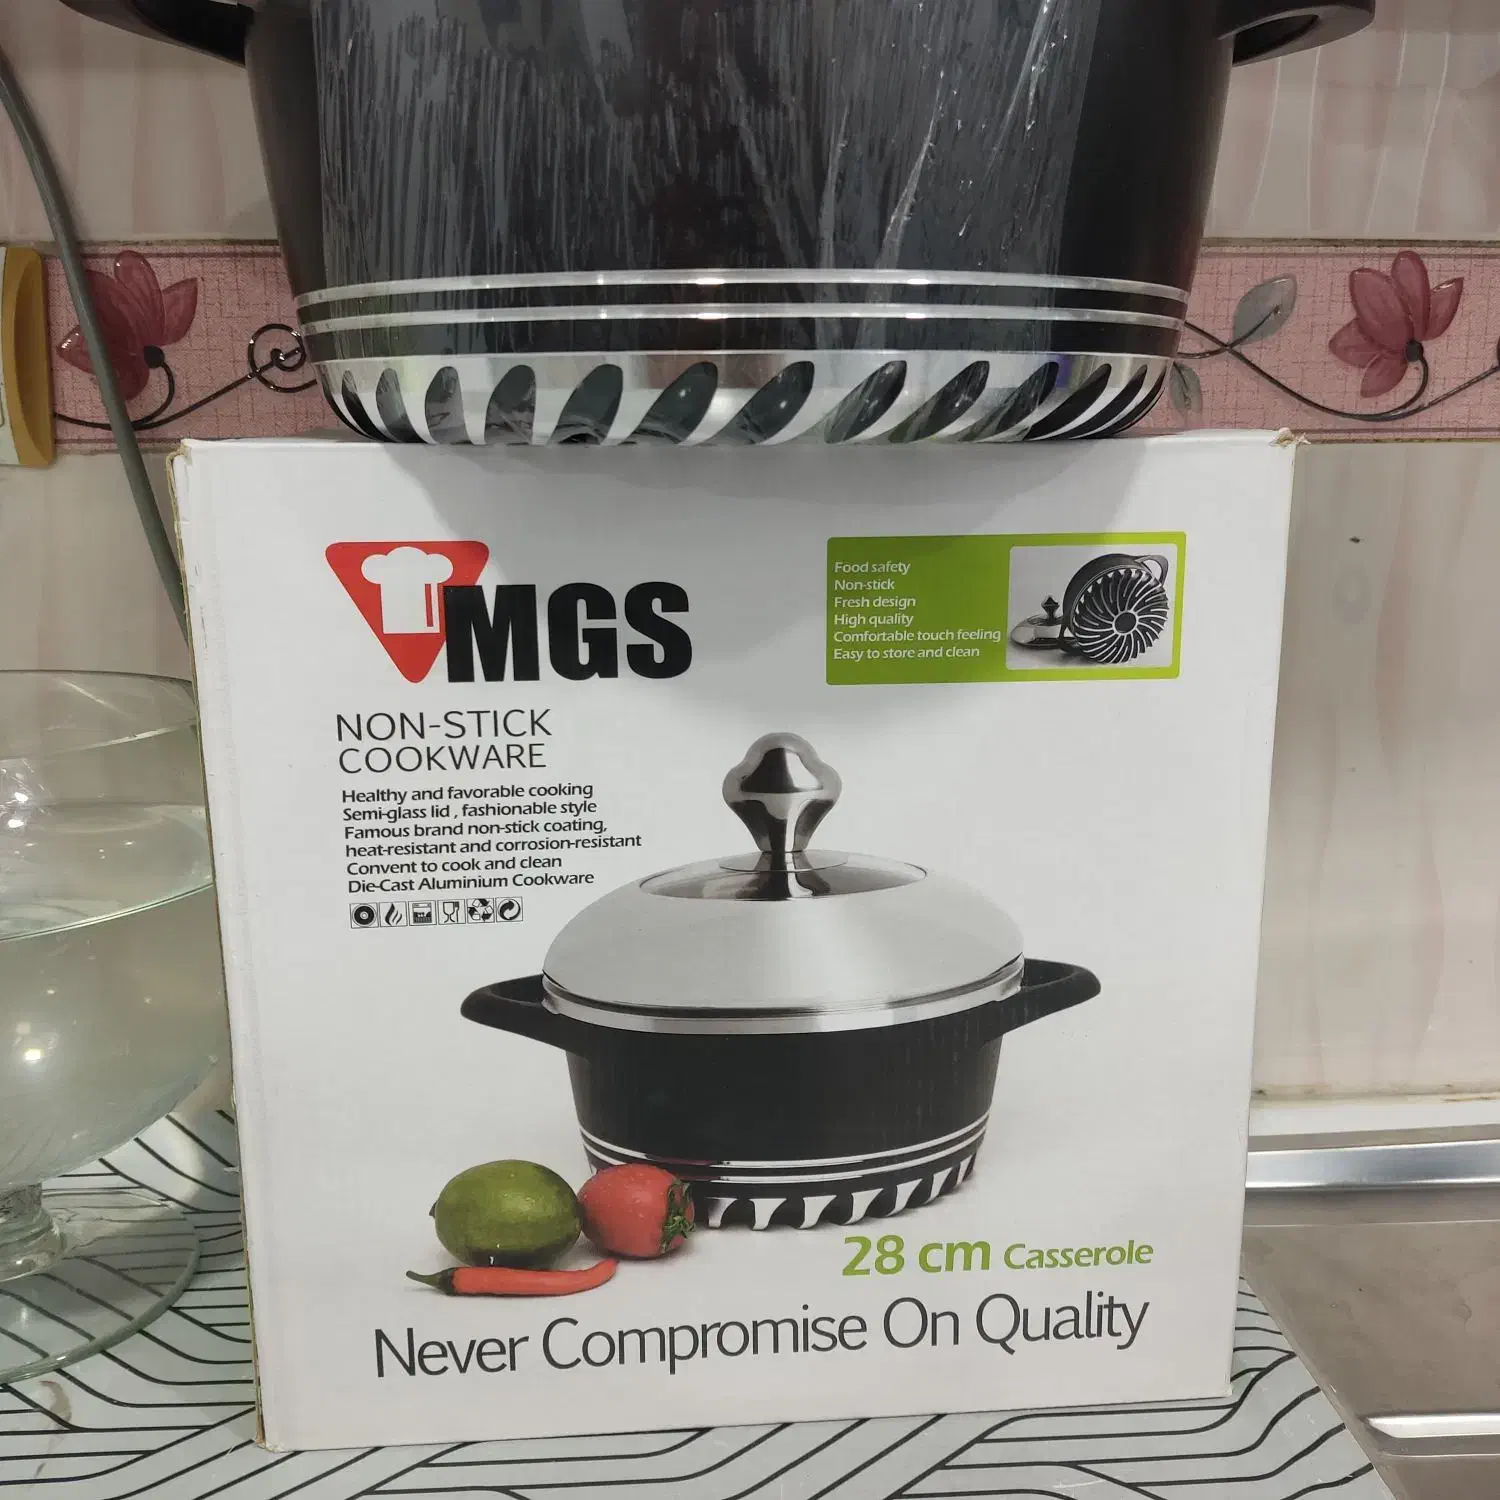 MGS
Food safety
Non-stick
Fresh design
High quality
Comfortable touch feeling
Easy to store and clean
NON-STICK
COOKWARE
Healthy and favorable cooking
Semi-glass lid , fashionable style
Famous brand non-stick coating,
heat-resistant and corrosion-resistant
Convent to cook and clean
Die-Cast Aluminium Cookware
28 cm Casserole
Never Compromise On Quality